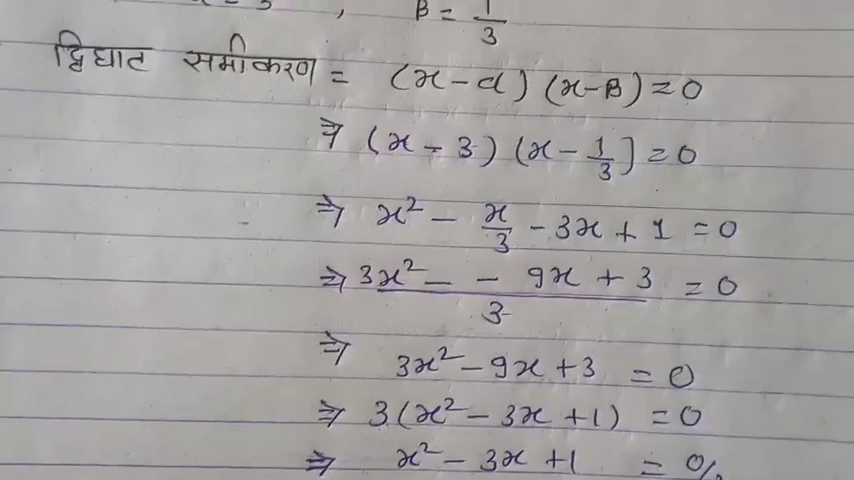 β = 1/3
द्विघात समीकरण = (x-α) (x-β) = 0
⇒ (x - 3) (x - 1/3] = 0
⇒ x² - x/3 - 3x + 1 = 0
⇒ 3x² - - 9x + 3 / 3 = 0
⇒ 3x² - 9x + 3 = 0
⇒ 3(x² - 3x + 1) = 0
⇒ x² - 3x + 1 = 0